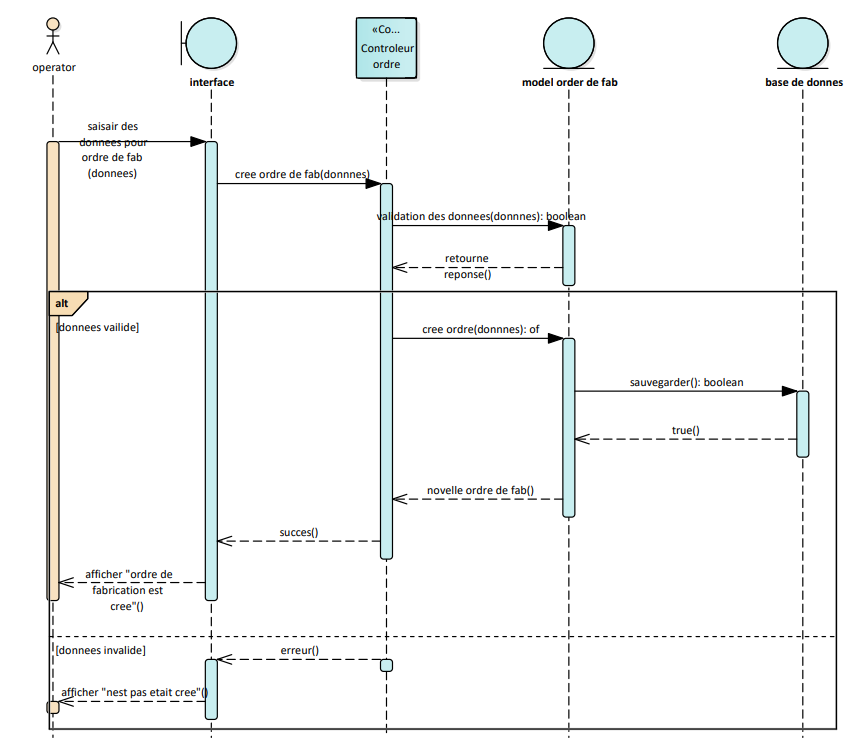 «Co...
Controleur
ordre
operator
interface
model order de fab
base de donnes
saisair des
donnees pour
ordre de fab
(donnees)
cree ordre de fab(donnnes)
validation des donnees(donnnes): boolean
retourne
reponse()
alt
[donnees vailide]
cree ordre(donnnes): of
sauvegarder(): boolean
true()
novelle ordre de fab()
succes()
afficher "ordre de
fabrication est
cree"()
[donnees invalide]
erreur()
afficher "nest pas etait cree"()